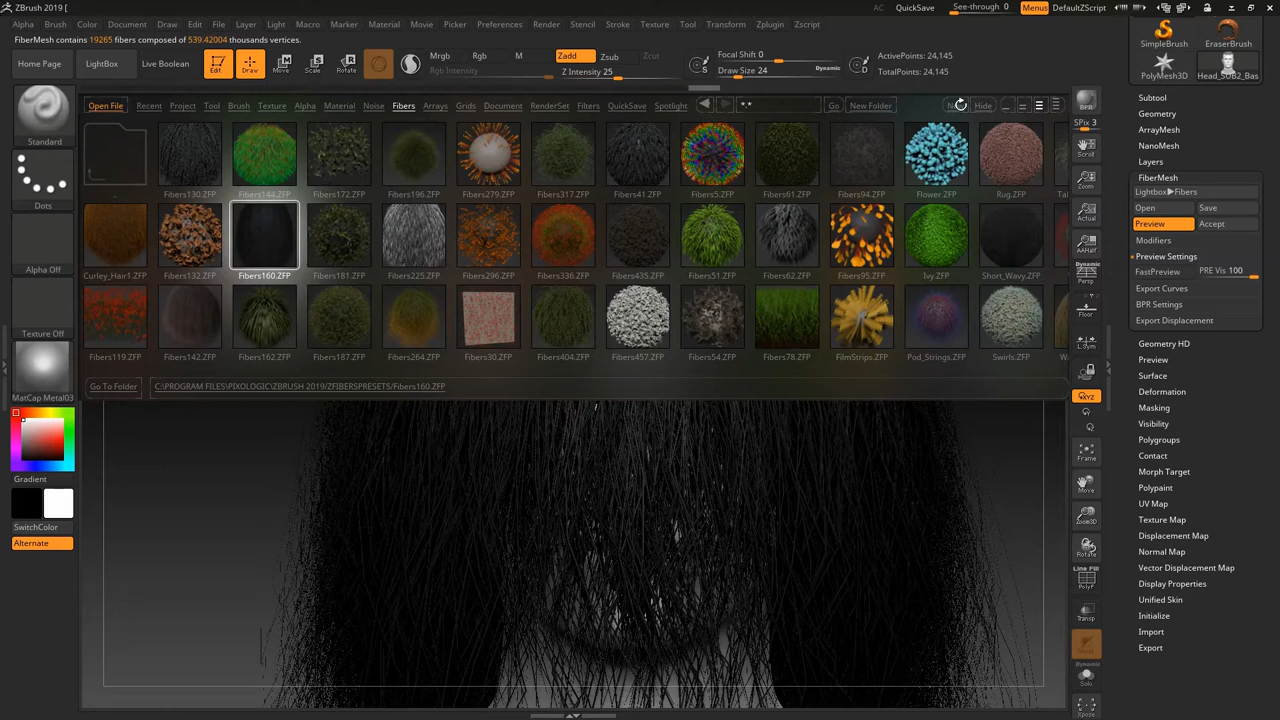 ZBrush 2019 [
AC QuickSave See-through 0 Menus DefaultZScript
Alpha Brush Color Document Draw Edit File Layer Light Macro Marker Material Movie Picker Preferences Render Stencil Stroke Texture Tool Transform Zplugin Zscript
FiberMesh contains 19265 fibers composed of 539.42004 thousands vertices.
Home Page LightBox Live Boolean Edit Draw Move Scale Rotate
Mrgb Rgb M Zadd Zsub
Rgb Intensity Z Intensity 25
Focal Shift 0
Draw Size 24 Dynamic
ActivePoints: 24,145
TotalPoints: 24,145
SimpleBrush EraserBrush
PolyMesh3D Head_SUB2_Bas
Standard
Dots
Alpha Off
Texture Off
MatCap Metal03
Gradient
SwitchColor
Alternate
Open File Recent Project Tool Brush Texture Alpha Material Noise Fibers Arrays Grids Document RenderSet Filters QuickSave Spotlight *.* Go New Folder Hide
.. Fibers130.ZFP Fibers144.ZFP Fibers172.ZFP Fibers196.ZFP Fibers279.ZFP Fibers317.ZFP Fibers41.ZFP Fibers815.ZFP Fibers61.ZFP Fibers94.ZFP Flower.ZFP Rug.ZFP
Curley_Hair1.ZFP Fibers132.ZFP Fibers160.ZFP Fibers181.ZFP Fibers225.ZFP Fibers296.ZFP Fibers336.ZFP Fibers435.ZFP Fibers51.ZFP Fibers62.ZFP Fibers95.ZFP Ivy.ZFP Short_Wavy.ZFP
Fibers119.ZFP Fibers142.ZFP Fibers162.ZFP Fibers187.ZFP Fibers264.ZFP Fibers30.ZFP Fibers404.ZFP Fibers457.ZFP Fibers54.ZFP Fibers78.ZFP FilmStrips.ZFP Pod_Strings.ZFP Swirls.ZFP
Go To Folder C:\PROGRAM FILES\PIXOLOGIC\ZBRUSH 2019/ZFIBERSPRESETS/Fibers160.ZFP
BPR
SPix 3
Scroll
Zoom
Actual
AAHalf
Dynamic
Persp
Floor
L.Sym
XYZ
Frame
Move
Zoom3D
Rotate
Line Fill
PolyF
Transp
Dynamic
Solo
Xpose
Subtool
Geometry
ArrayMesh
NanoMesh
Layers
FiberMesh
Lightbox▶Fibers
Open Save
Preview Accept
Modifiers
Preview Settings
FastPreview PRE Vis 100
Export Curves
BPR Settings
Export Displacement
Geometry HD
Preview
Surface
Deformation
Masking
Visibility
Polygroups
Contact
Morph Target
Polypaint
UV Map
Texture Map
Displacement Map
Normal Map
Vector Displacement Map
Display Properties
Unified Skin
Initialize
Import
Export